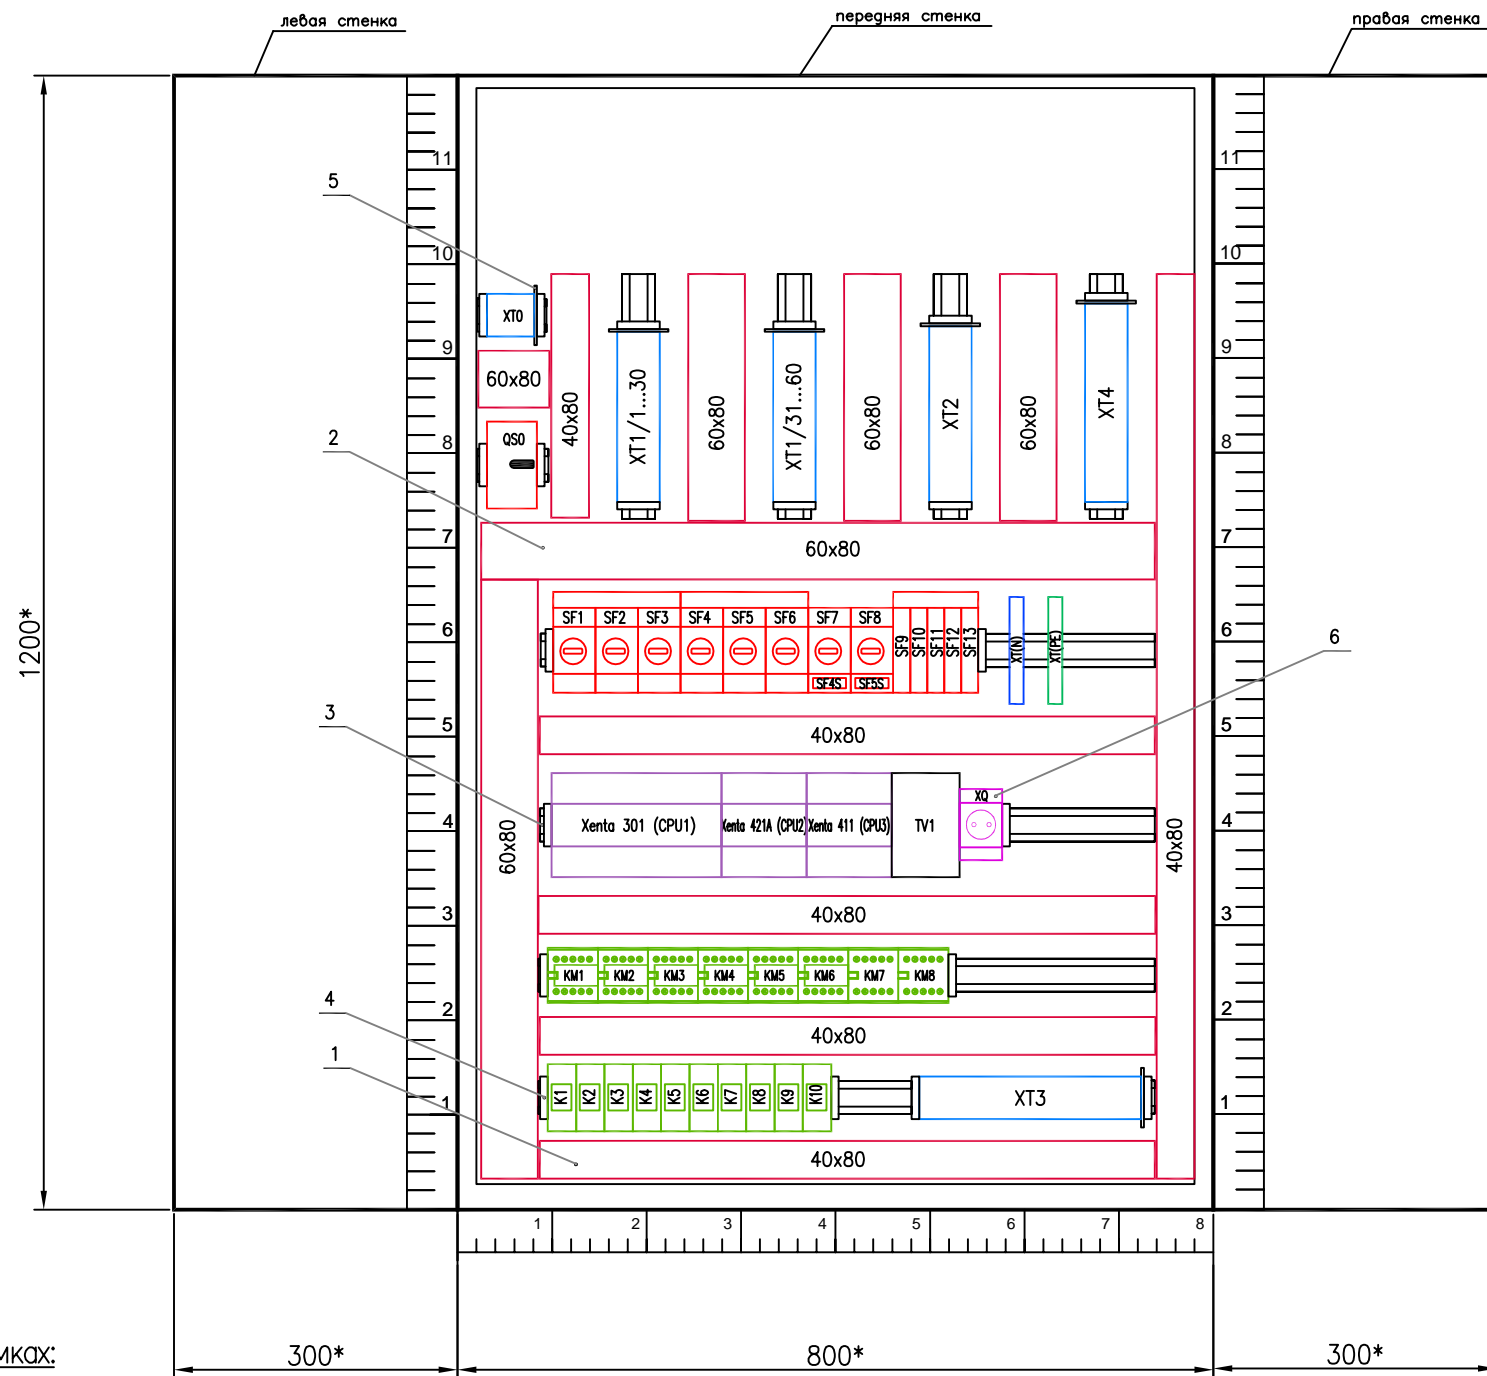 левая стенка
передняя стенка
правая стенка
11
11
5
10
10
XT0
9
9
60x80
40x80
XT1/1...30
60x80
XT1/31...60
60x80
XT2
60x80
XT4
2
8
QS0
8
7
60x80
7
1200*
6
SF1 SF2 SF3 SF4 SF5 SF6 SF7 SF8
SF9 SF10 SF11 SF12 SF13
XT(N)
XT(PE)
6
6
SF4S SF5S
3
5
40x80
5
XQ
4
60x80
Xenta 301 (CPU1) Xenta 421A (CPU2) Xenta 411 (CPU3) TV1
40x80
4
3
40x80
3
KM1 KM2 KM3 KM4 KM5 KM6 KM7 KM8
4
2
40x80
2
1
1
K1 K2 K3 K4 K5 K6 K7 K8 K9 K10
XT3
1
40x80
1 2 3 4 5 6 7 8
мках:
300* 800* 300*